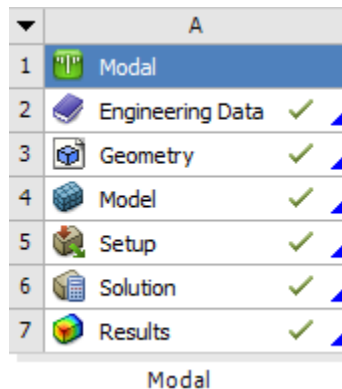 A
1 Modal
2 Engineering Data
3 Geometry
4 Model
5 Setup
6 Solution
7 Results
Modal